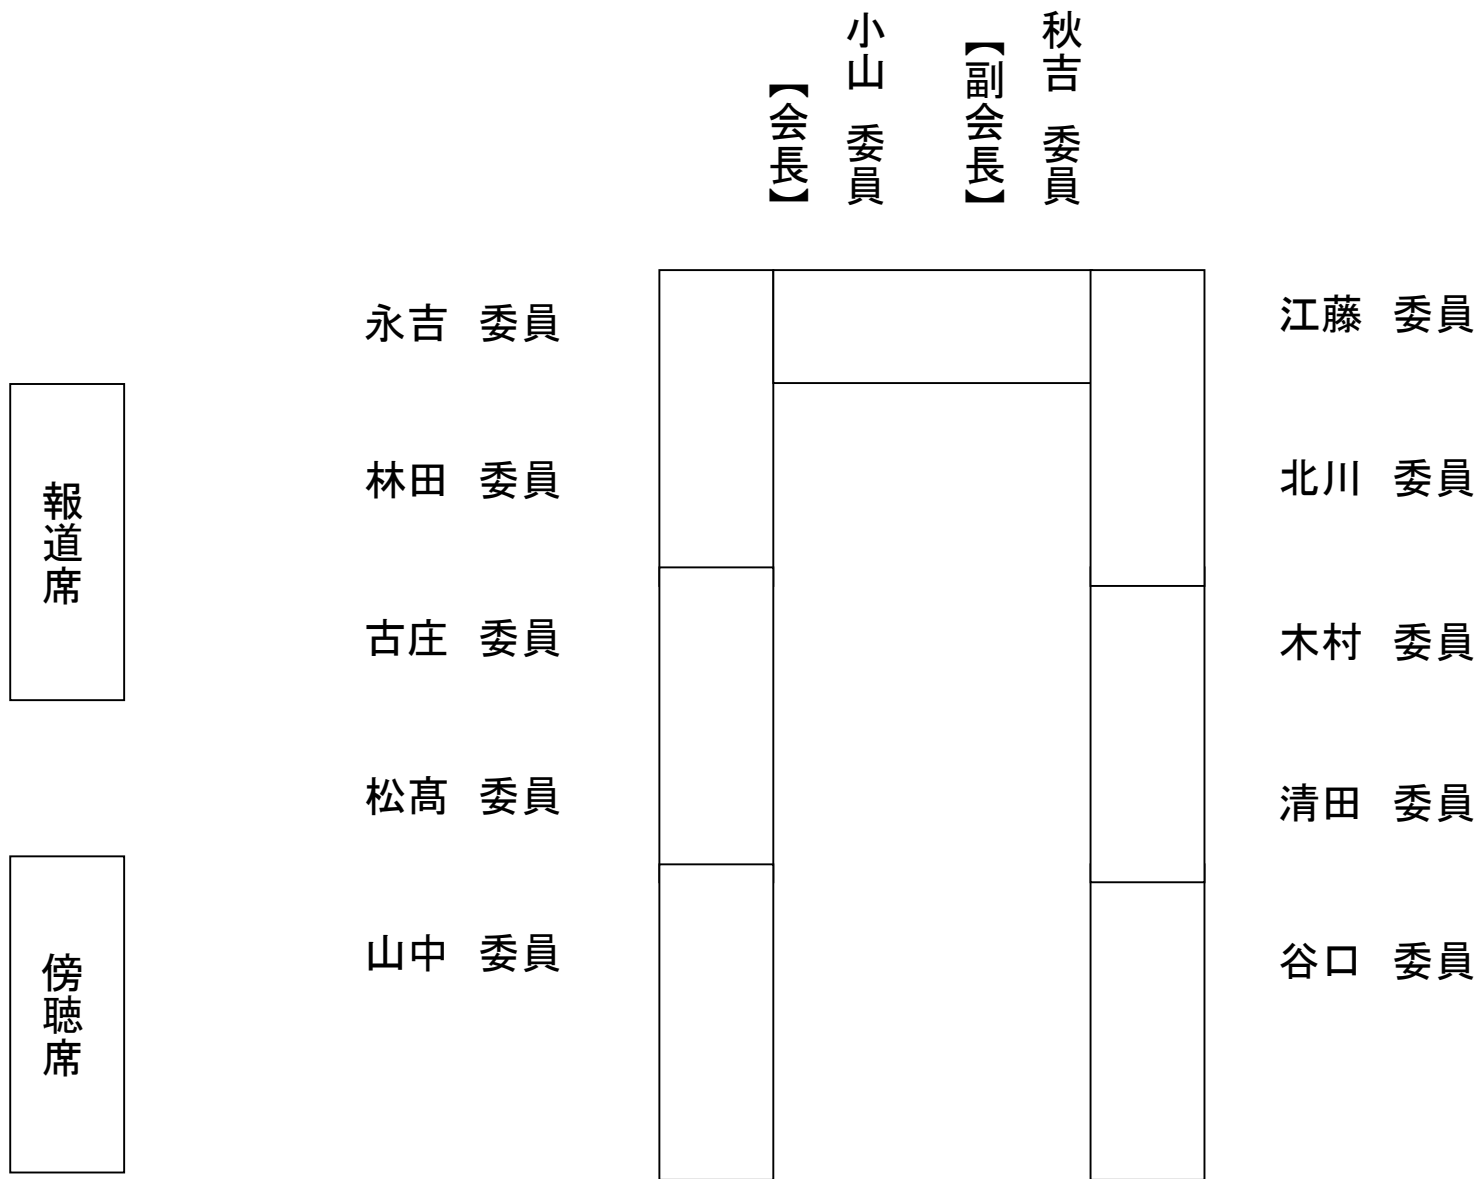 秋吉 委員
【副会長】
小山 委員
【会長】
永吉 委員
林田 委員
古庄 委員
松髙 委員
山中 委員
江藤 委員
北川 委員
木村 委員
清田 委員
谷口 委員
報道席
傍聴席